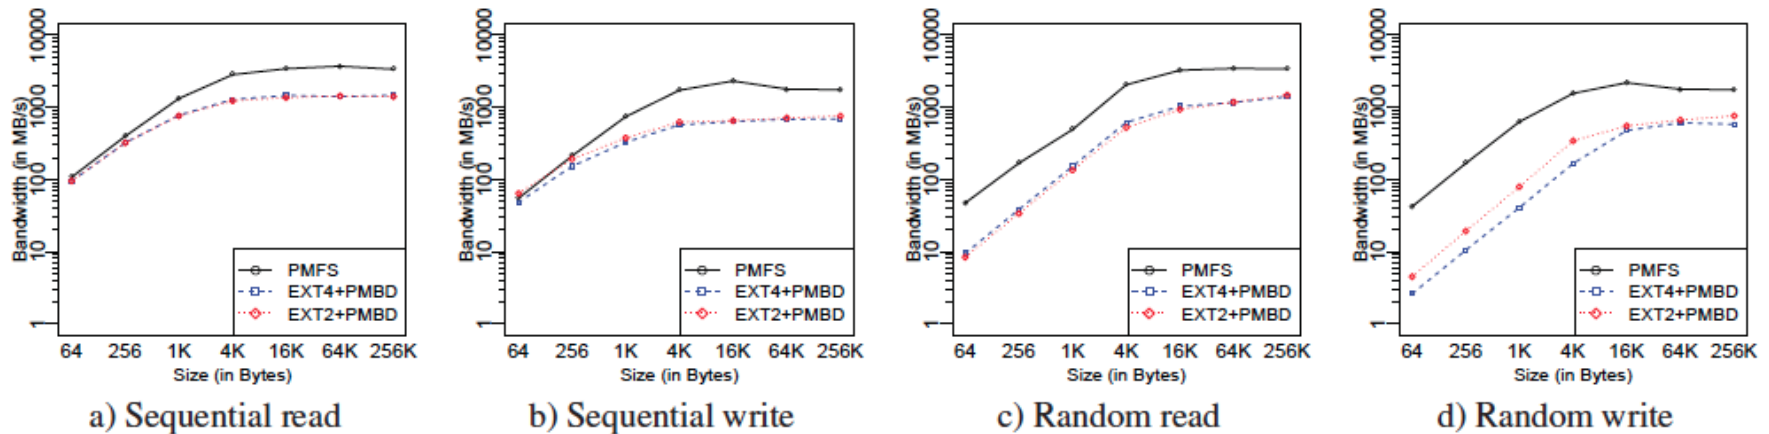 10000
1000
100
10
1
Bandwidth (in MB/s)
PMFS
EXT4+PMBD
EXT2+PMBD
64 256 1K 4K 16K 64K 256K
Size (in Bytes)
a) Sequential read
10000
1000
100
10
1
Bandwidth (in MB/s)
PMFS
EXT4+PMBD
EXT2+PMBD
64 256 1K 4K 16K 64K 256K
Size (in Bytes)
b) Sequential write
10000
1000
100
10
1
Bandwidth (in MB/s)
PMFS
EXT4+PMBD
EXT2+PMBD
64 256 1K 4K 16K 64K 256K
Size (in Bytes)
c) Random read
10000
1000
100
10
1
Bandwidth (in MB/s)
PMFS
EXT4+PMBD
EXT2+PMBD
64 256 1K 4K 16K 64K 256K
Size (in Bytes)
d) Random write